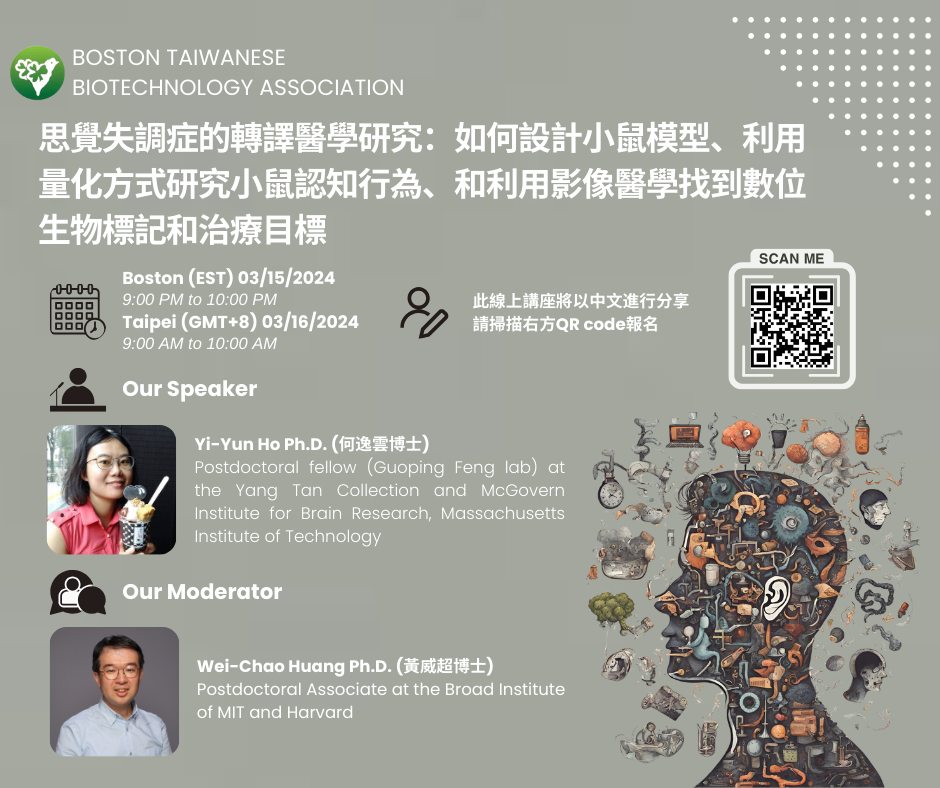 BOSTON TAIWANESE
BIOTECHNOLOGY ASSOCIATION
思覺失調症的轉譯醫學研究：如何設計小鼠模型、利用
量化方式研究小鼠認知行為、和利用影像醫學找到數位
生物標記和治療目標
Boston (EST) 03/15/2024
9:00 PM to 10:00 PM
Taipei (GMT+8) 03/16/2024
9:00 AM to 10:00 AM
此線上講座將以中文進行分享
請掃描右方QR code報名
SCAN ME
Our Speaker
Yi-Yun Ho Ph.D. (何逸雲博士)
Postdoctoral fellow (Guoping Feng lab) at
the Yang Tan Collection and McGovern
Institute for Brain Research, Massachusetts
Institute of Technology
Our Moderator
Wei-Chao Huang Ph.D. (黃威超博士)
Postdoctoral Associate at the Broad Institute
of MIT and Harvard